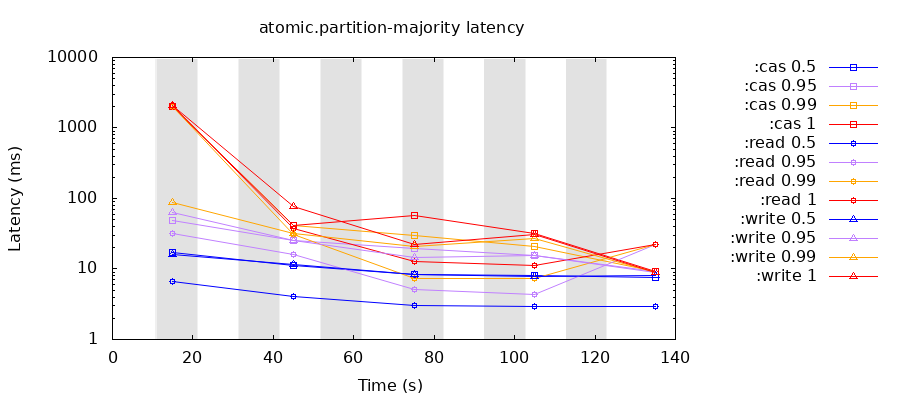 atomic.partition-majority latency
10000
1000
100
10
1
Latency (ms)
0
20
40
60
80
100
120
140
Time (s)
:cas 0.5
:cas 0.95
:cas 0.99
:cas 1
:read 0.5
:read 0.95
:read 0.99
:read 1
:write 0.5
:write 0.95
:write 0.99
:write 1